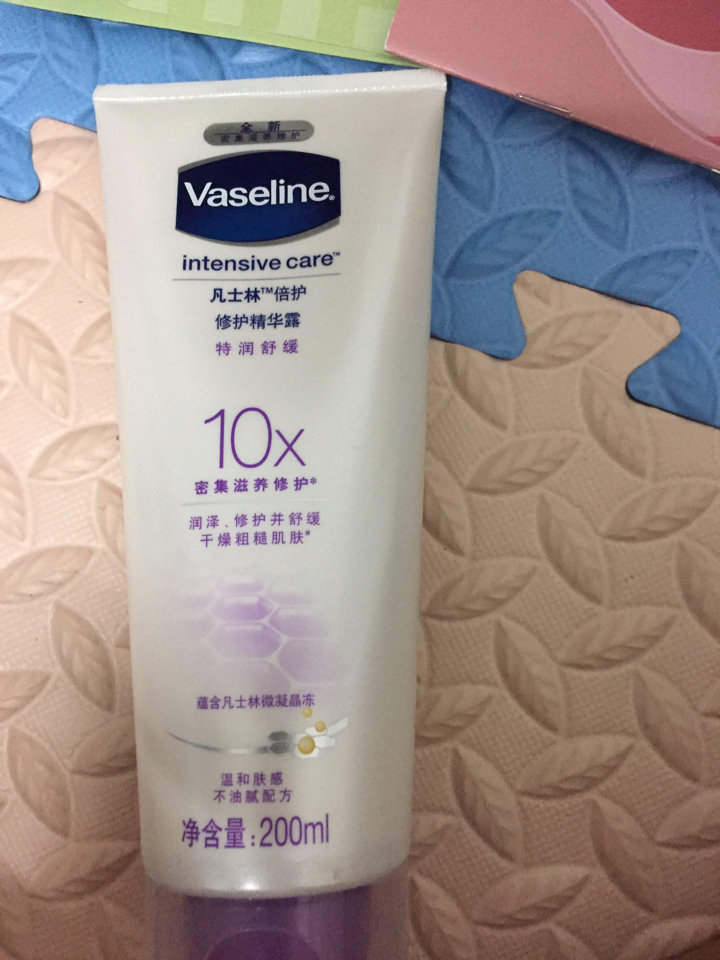 全新
密集滋养修护
Vaseline®
intensive care™
凡士林™倍护
修护精华露
特润舒缓
10x
密集滋养修护*
润泽、修护并舒缓
干燥粗糙肌肤"
蕴含凡士林微凝晶冻
温和肤感
不油腻配方
净含量:200ml